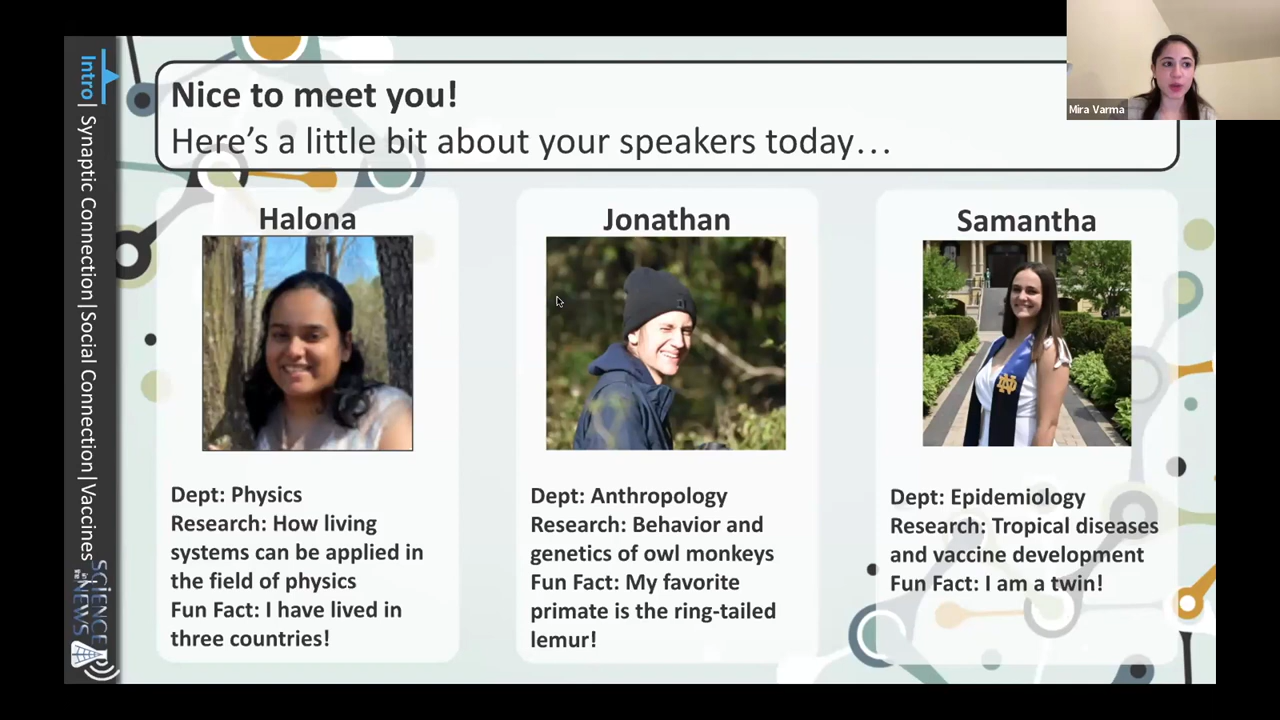 Nice to meet you!
Here's a little bit about your speakers today…
Mira Varma
Intro| Synaptic Connection|Social Connection|Vaccines
SCIENCE
in the
NEWS
Halona
Dept: Physics
Research: How living
systems can be applied in
the field of physics
Fun Fact: I have lived in
three countries!
Jonathan
Dept: Anthropology
Research: Behavior and
genetics of owl monkeys
Fun Fact: My favorite
primate is the ring-tailed
lemur!
Samantha
ND
Dept: Epidemiology
Research: Tropical diseases
and vaccine development
Fun Fact: I am a twin!